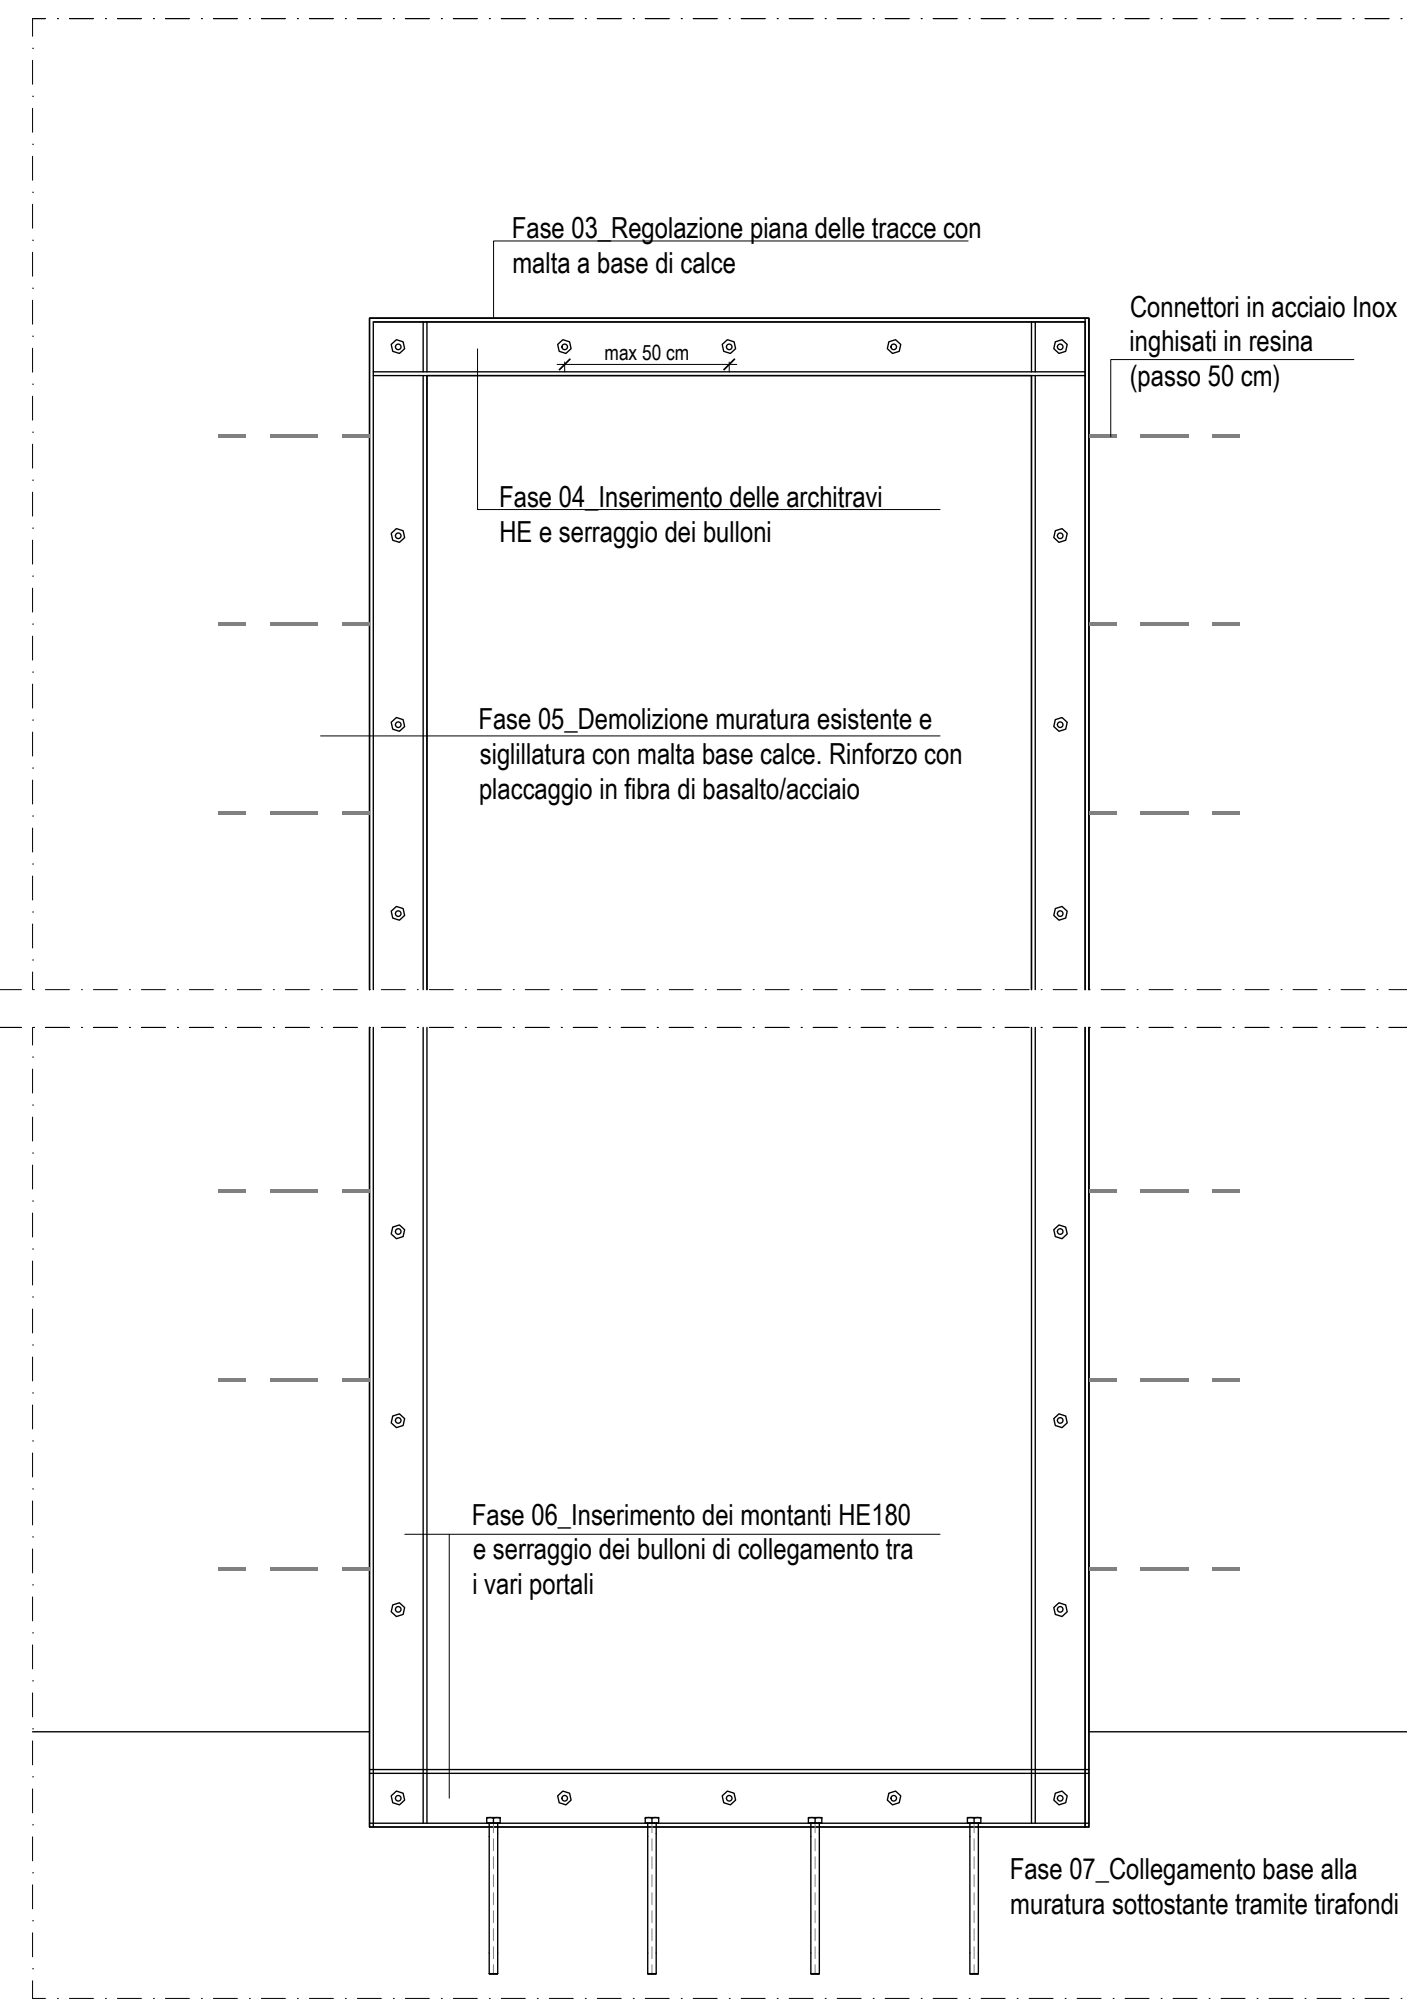 Fase 03_Regolazione piana delle tracce con
malta a base di calce
Connettori in acciaio Inox
inghisati in resina
(passo 50 cm)
max 50 cm
Fase 04_Inserimento delle architravi
HE e serraggio dei bulloni
Fase 05_Demolizione muratura esistente e
siglillatura con malta base calce. Rinforzo con
placcaggio in fibra di basalto/acciaio
Fase 06_Inserimento dei montanti HE180
e serraggio dei bulloni di collegamento tra
i vari portali
Fase 07_Collegamento base alla
muratura sottostante tramite tirafondi